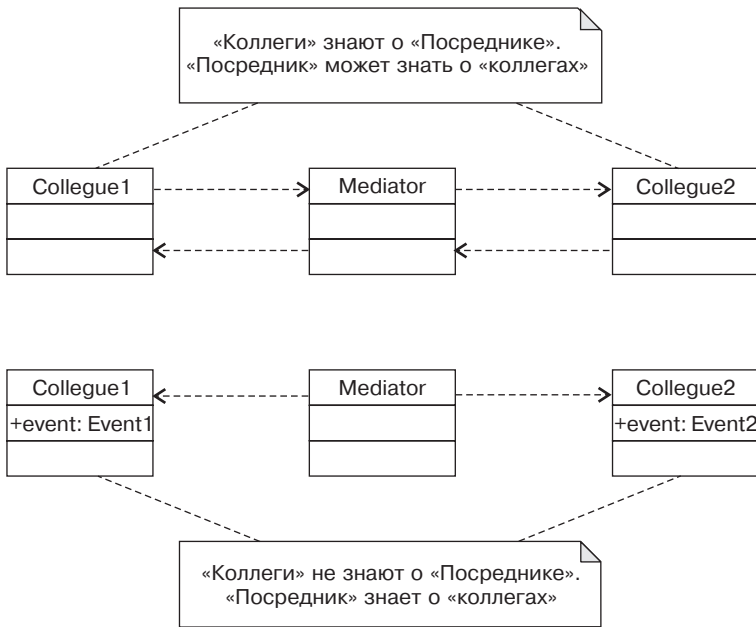 «Коллеги» знают о «Посреднике».
«Посредник» может знать о «коллегах»
Collegue1
Mediator
Collegue2
Collegue1
Mediator
Collegue2
+event: Event1
+event: Event2
«Коллеги» не знают о «Посреднике».
«Посредник» знает о «коллегах»